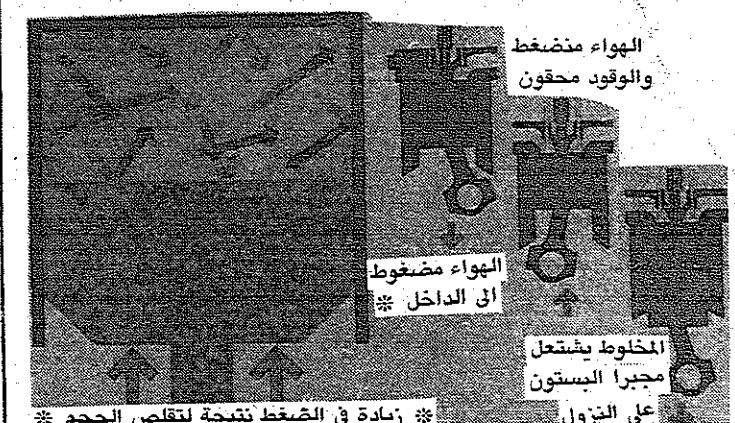 الهواء منضغط
والوقود محقون
الهواء مضغوط
الى الداخل *
المخلوط يشتعل
مجبرا البستون
على النزول
* زيادة في الضغط نتيجة لتقلص الحجم *